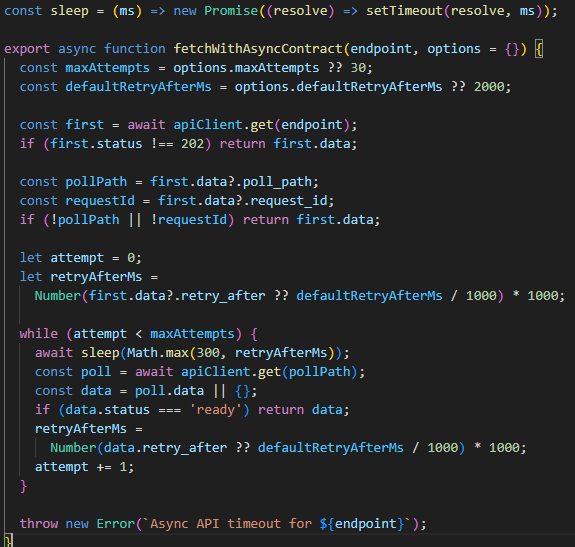 const sleep = (ms) => new Promise((resolve) => setTimeout(resolve, ms));

export async function fetchWithAsyncContract(endpoint, options = {}) {
  const maxAttempts = options.maxAttempts ?? 30;
  const defaultRetryAfterMs = options.defaultRetryAfterMs ?? 2000;

  const first = await apiClient.get(endpoint);
  if (first.status !== 202) return first.data;

  const pollPath = first.data?.poll_path;
  const requestId = first.data?.request_id;
  if (!pollPath || !requestId) return first.data;

  let attempt = 0;
  let retryAfterMs =
    Number(first.data?.retry_after ?? defaultRetryAfterMs / 1000) * 1000;

  while (attempt < maxAttempts) {
    await sleep(Math.max(300, retryAfterMs));
    const poll = await apiClient.get(pollPath);
    const data = poll.data || {};
    if (data.status === 'ready') return data;
    retryAfterMs =
      Number(data.retry_after ?? defaultRetryAfterMs / 1000) * 1000;
    attempt += 1;
  }

  throw new Error(`Async API timeout for ${endpoint}`);
}